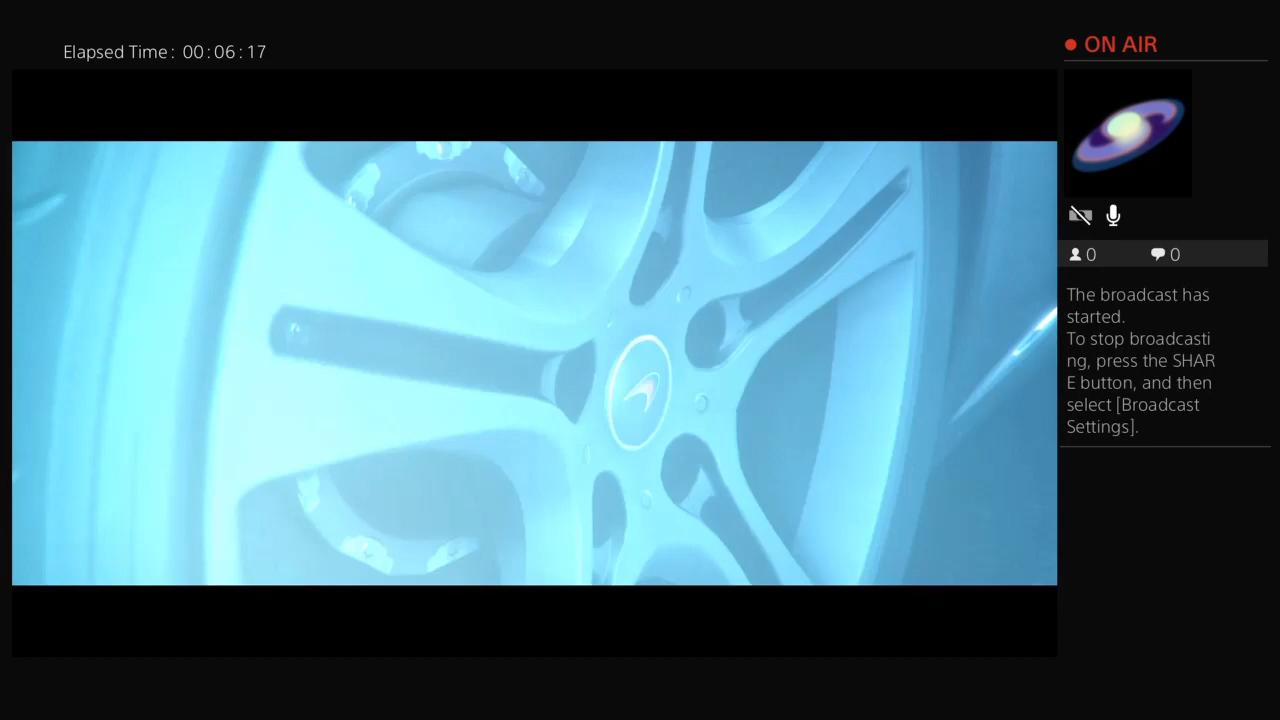 Elapsed Time: 00:06:17
ON AIR
0
0
The broadcast has
started.
To stop broadcasti
ng, press the SHAR
E button, and then
select [Broadcast
Settings].